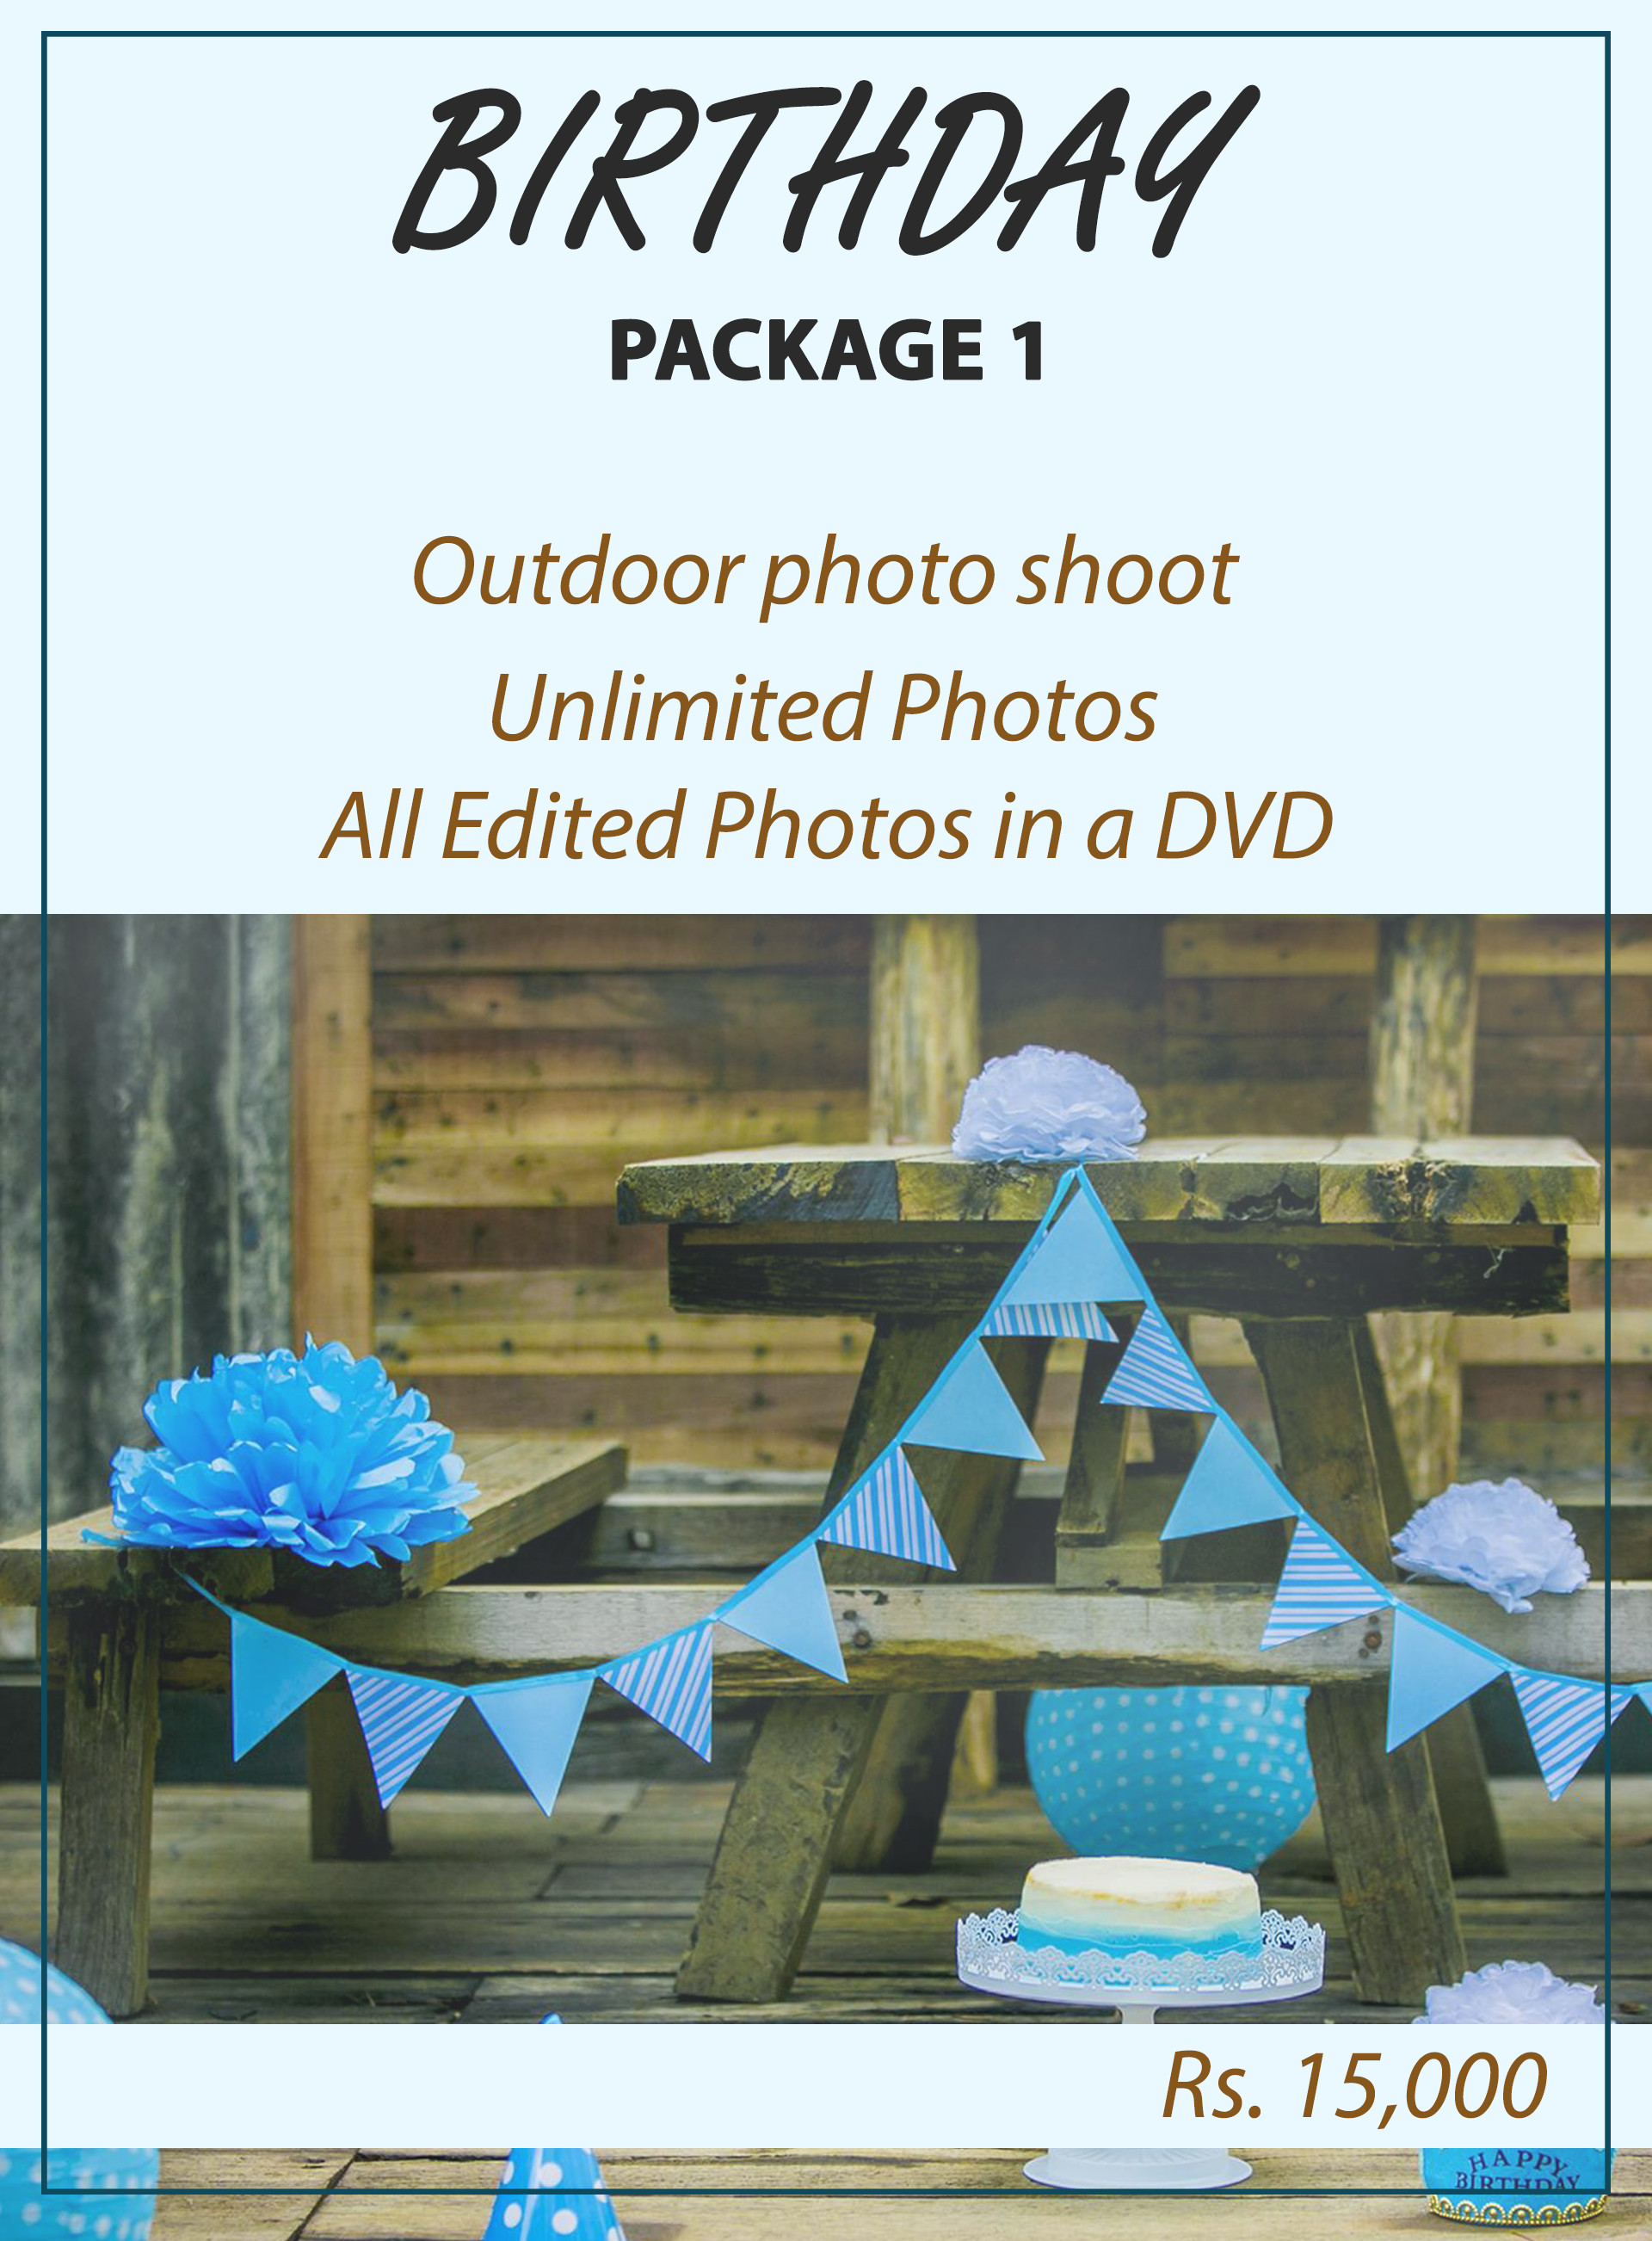 BIRTHDAY
PACKAGE 1
Outdoor photo shoot
Unlimited Photos
All Edited Photos in a DVD
Rs. 15,000
HAPPY
BIRTHDAY